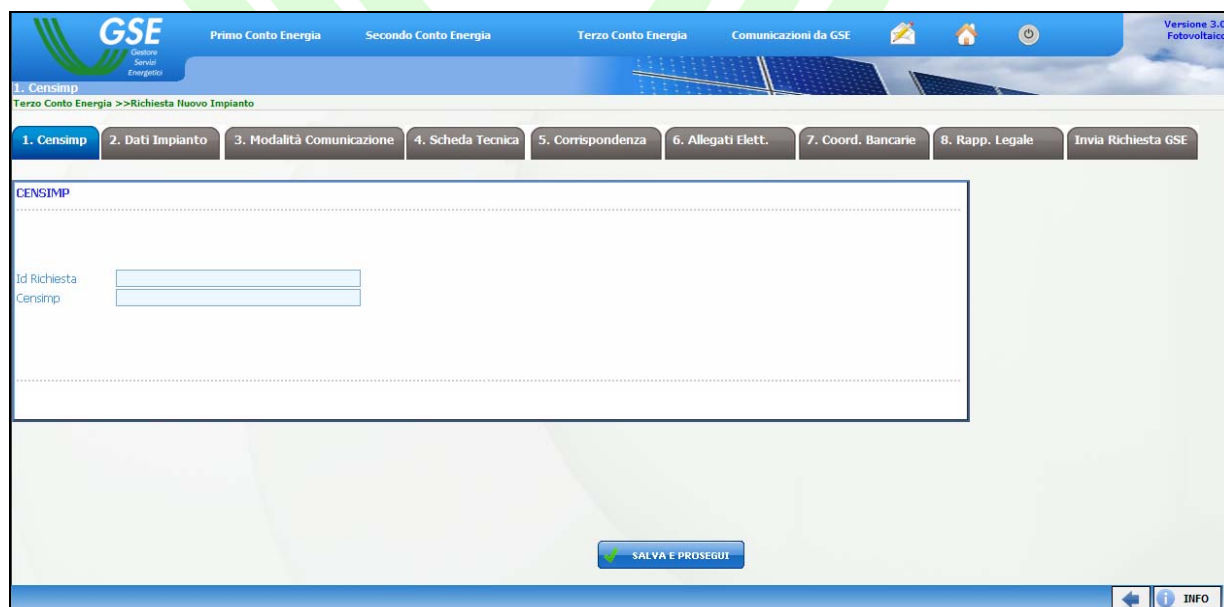 GSE
Gestore
Servizi
Energetici
Primo Conto Energia Secondo Conto Energia Terzo Conto Energia Comunicazioni da GSE
Versione 3.0
Fotovoltaico
1. Censimp
Terzo Conto Energia >>Richiesta Nuovo Impianto
1. Censimp 2. Dati Impianto 3. Modalità Comunicazione 4. Scheda Tecnica 5. Corrispondenza 6. Allegati Elett. 7. Coord. Bancarie 8. Rapp. Legale Invia Richiesta GSE
CENSIMP
Id Richiesta
Censimp
SALVA E PROSEGUI
INFO